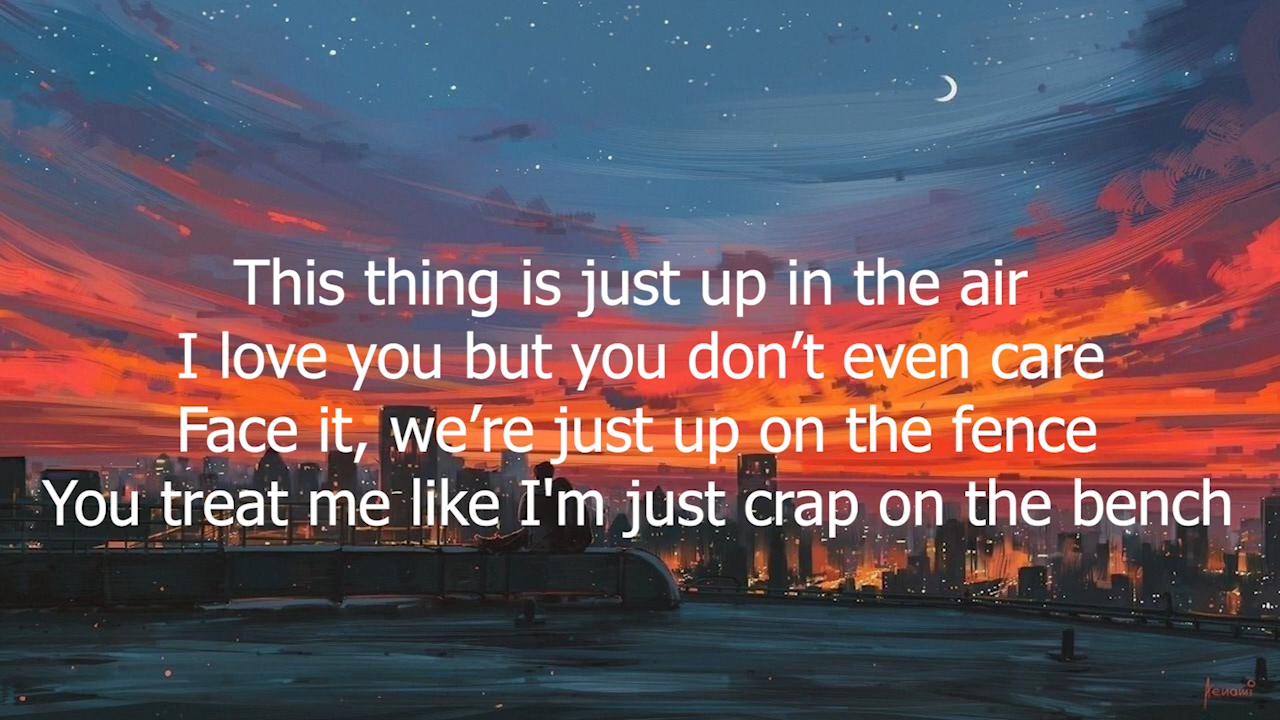 This thing is just up in the air
I love you but you don’t even care
Face it, we’re just up on the fence
You treat me like I'm just crap on the bench
Aenami